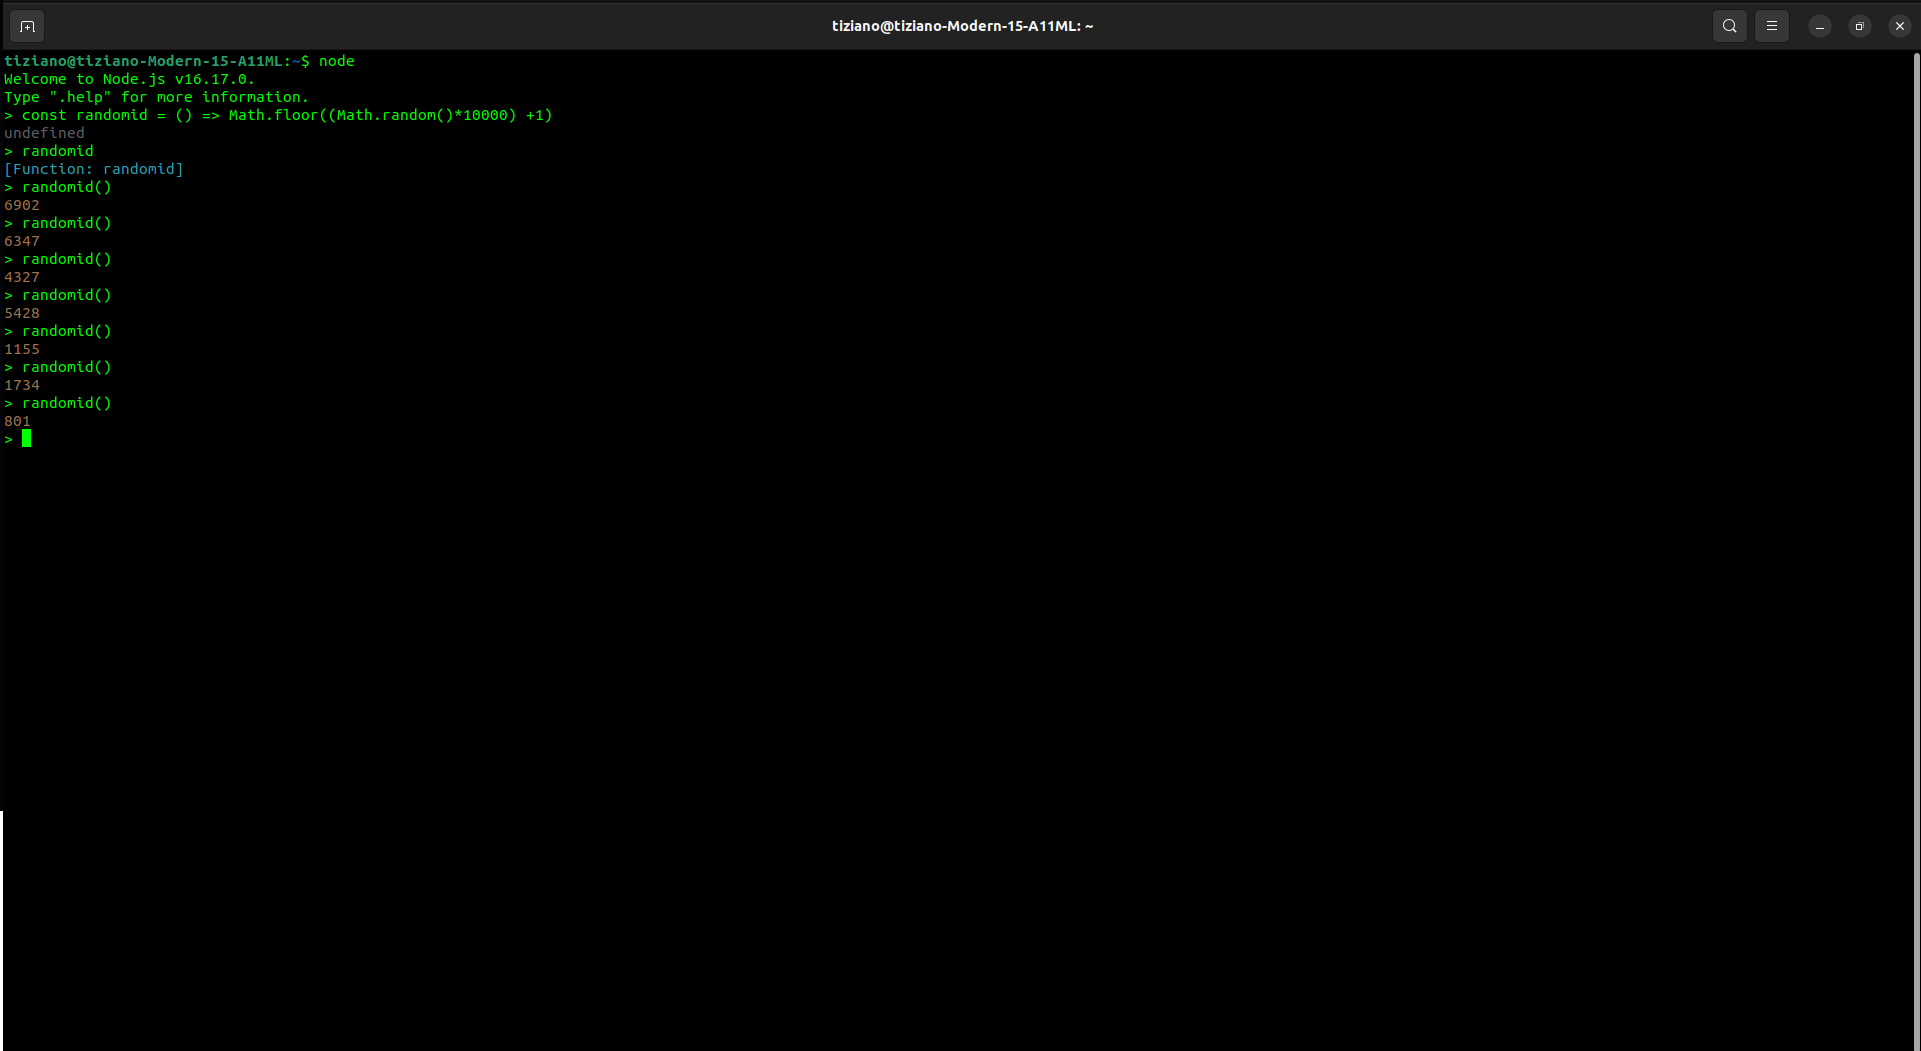 tiziano@tiziano-Modern-15-A11ML: ~
tiziano@tiziano-Modern-15-A11ML:~$ node
Welcome to Node.js v16.17.0.
Type ".help" for more information.
> const randomid = () => Math.floor((Math.random()*10000) +1)
undefined
> randomid
[Function: randomid]
> randomid()
6902
> randomid()
6347
> randomid()
4327
> randomid()
5428
> randomid()
1155
> randomid()
1734
> randomid()
801
>